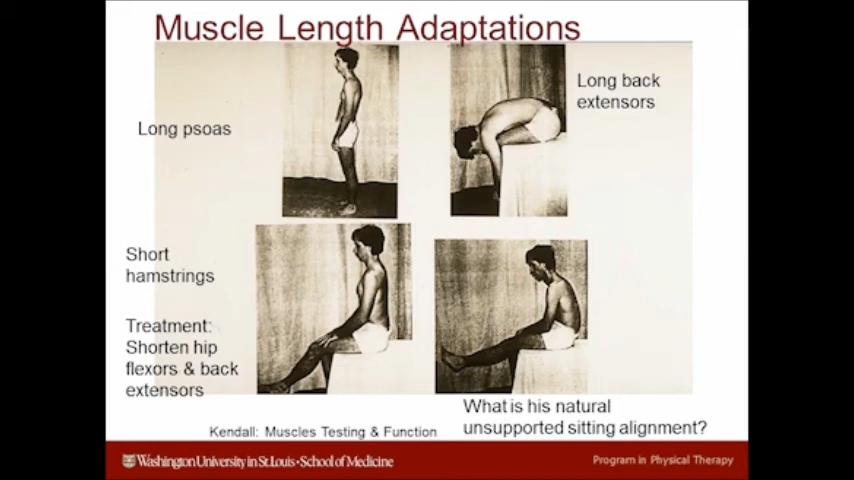 Muscle Length Adaptations
Long back
extensors
Long psoas
Short
hamstrings
Treatment:
Shorten hip
flexors & back
extensors
What is his natural
unsupported sitting alignment?
Kendall: Muscles Testing & Function
Washington University in St. Louis • School of Medicine
Program in Physical Therapy